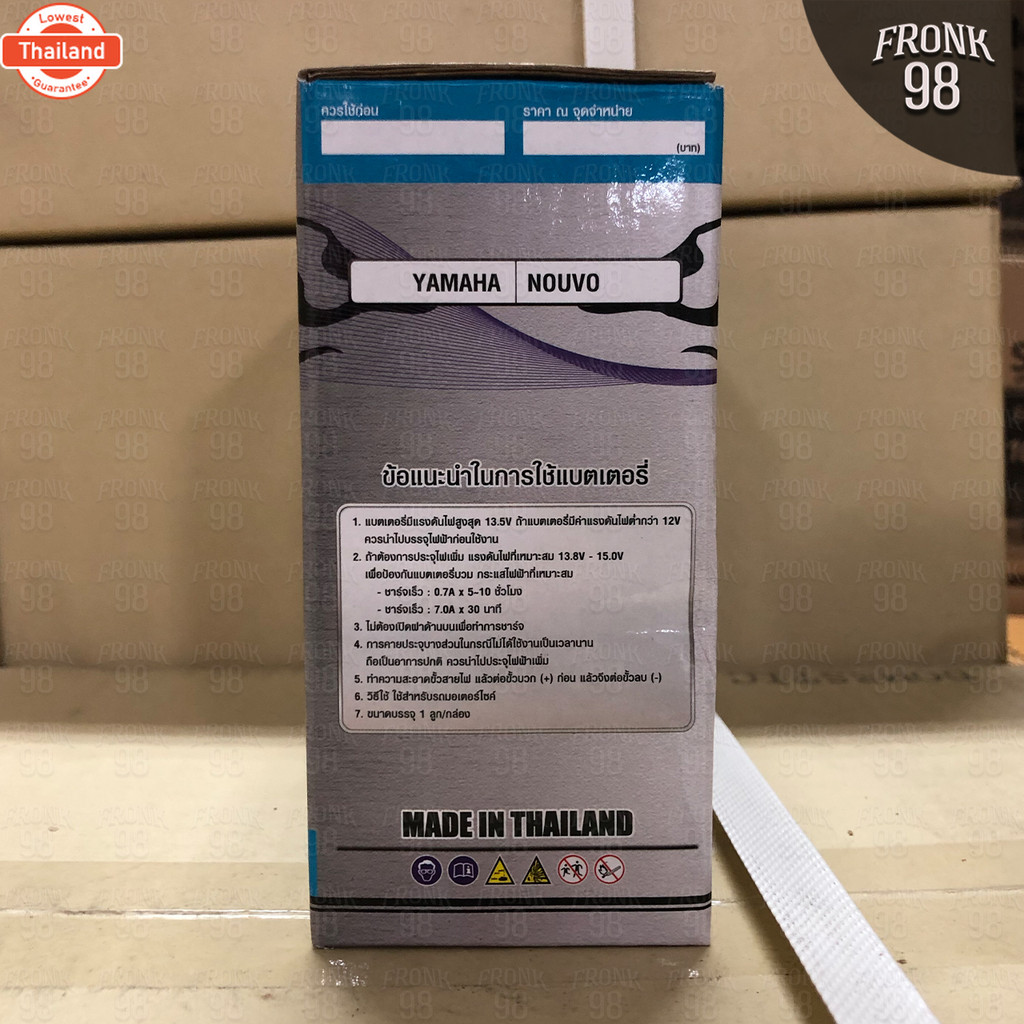 Lowest
Thailand
Guarantee
FRONK
98
ควรใช้ก่อน
ราคา ณ จุดจำหน่าย
(บาท)
YAMAHA NOUVO
ข้อแนะนำในการใช้แบตเตอรี่
1. แบตเตอรี่มีแรงดันไฟสูงสุด 13.5V ถ้าแบตเตอรี่มีค่าแรงดันไฟต่ำกว่า 12V
ควรนำไปบรรจุไฟฟ้าก่อนใช้งาน
2. ถ้าต้องการประจุไฟเพิ่ม แรงดันไฟที่เหมาะสม 13.8V - 15.0V
เพื่อป้องกันแบตเตอรี่บวม กระแสไฟฟ้าที่เหมาะสม
- ชาร์จเร็ว : 0.7A x 5-10 ชั่วโมง
- ชาร์จเร็ว : 7.0A x 30 นาที
3. ไม่ต้องเปิดฝาด้านบนเพื่อทำการชาร์จ
4. การคายประจุบางส่วนในกรณีไม่ได้ใช้งานเป็นเวลานาน
ถือเป็นอาการปกติ ควรนำไปประจุไฟฟ้าเพิ่ม
5. ทำความสะอาดขั้วสายไฟ แล้วต่อขั้วบวก (+) ก่อน แล้วจึงต่อขั้วลบ (-)
6. วิธีใช้ ใช้สำหรับรถมอเตอร์ไซค์
7. ขนาดบรรจุ 1 ลูก/กล่อง
MADE IN THAILAND